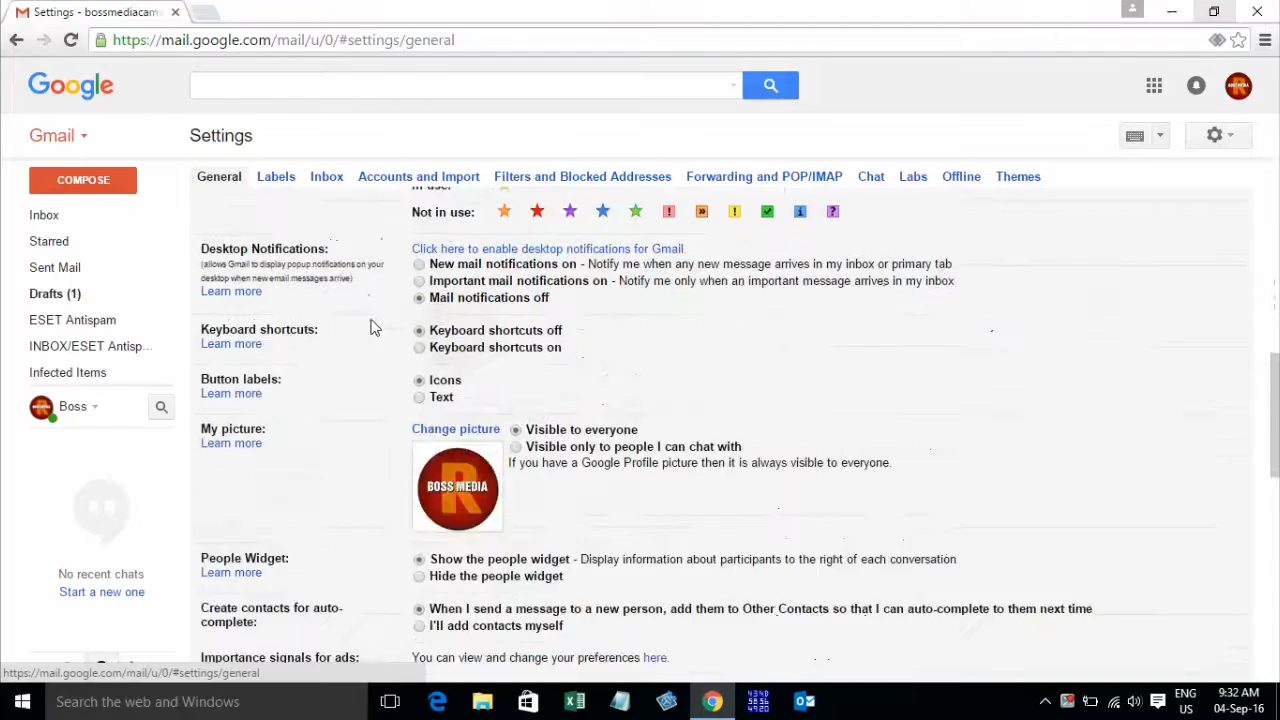 Settings - bossmediacam
https://mail.google.com/mail/u/0/#settings/general
Google
Gmail
Settings
COMPOSE
General Labels Inbox Accounts and Import Filters and Blocked Addresses Forwarding and POP/IMAP Chat Labs Offline Themes
Inbox
Starred
Sent Mail
Drafts (1)
ESET Antispam
INBOX/ESET Antisp...
Infected Items
Boss
No recent chats
Start a new one
In use:
Not in use:
Desktop Notifications:
(allows Gmail to display popup notifications on your
desktop when new email messages arrive)
Learn more
Click here to enable desktop notifications for Gmail.
New mail notifications on - Notify me when any new message arrives in my inbox or primary tab
Important mail notifications on - Notify me only when an important message arrives in my inbox
Mail notifications off
Keyboard shortcuts:
Learn more
Keyboard shortcuts off
Keyboard shortcuts on
Button labels:
Learn more
Icons
Text
My picture:
Learn more
Change picture
Visible to everyone
Visible only to people I can chat with
If you have a Google Profile picture then it is always visible to everyone.
R
BOSS MEDIA
People Widget:
Learn more
Show the people widget - Display information about participants to the right of each conversation
Hide the people widget
Create contacts for auto-
complete:
When I send a message to a new person, add them to Other Contacts so that I can auto-complete to them next time
I'll add contacts myself
Importance signals for ads:
You can view and change your preferences here.
https://mail.google.com/mail/u/0/#settings/general
Search the web and Windows
ENG
US
9:32 AM
04-Sep-16